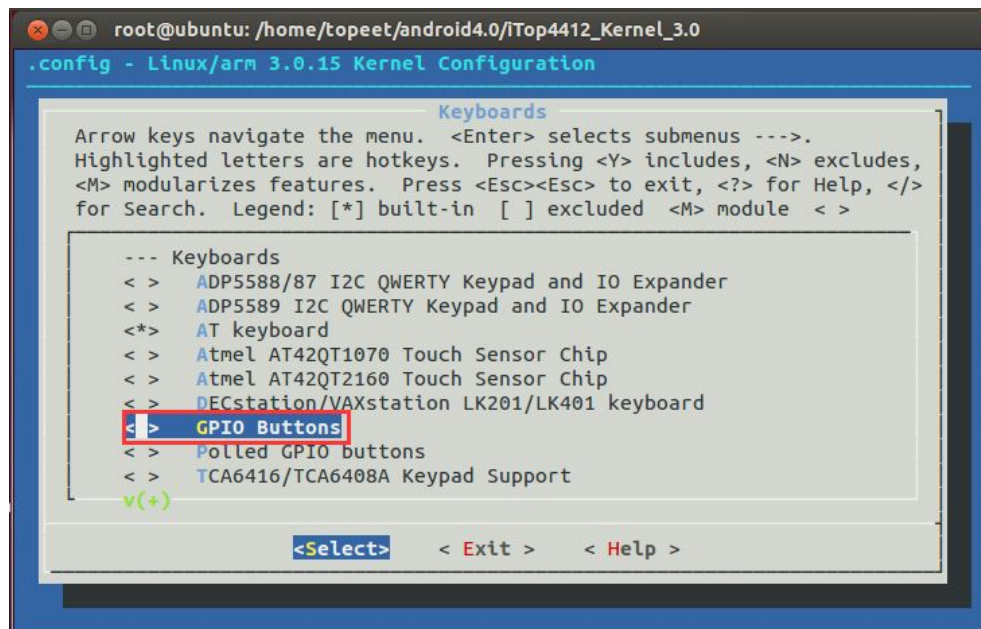 root@ubuntu: /home/topeet/android4.0/iTop4412_Kernel_3.0
.config - Linux/arm 3.0.15 Kernel Configuration
Keyboards
Arrow keys navigate the menu.  <Enter> selects submenus --->.
Highlighted letters are hotkeys.  Pressing <Y> includes, <N> excludes,
<M> modularizes features.  Press <Esc><Esc> to exit, <?> for Help, </>
for Search.  Legend: [*] built-in  [ ] excluded  <M> module  < >
--- Keyboards
< >   ADP5588/87 I2C QWERTY Keypad and IO Expander
< >   ADP5589 I2C QWERTY Keypad and IO Expander
<*>   AT keyboard
< >   Atmel AT42QT1070 Touch Sensor Chip
< >   Atmel AT42QT2160 Touch Sensor Chip
< >   DECstation/VAXstation LK201/LK401 keyboard
< >   GPIO Buttons
< >   Polled GPIO buttons
< >   TCA6416/TCA6408A Keypad Support
v(+)
<Select>    < Exit >    < Help >